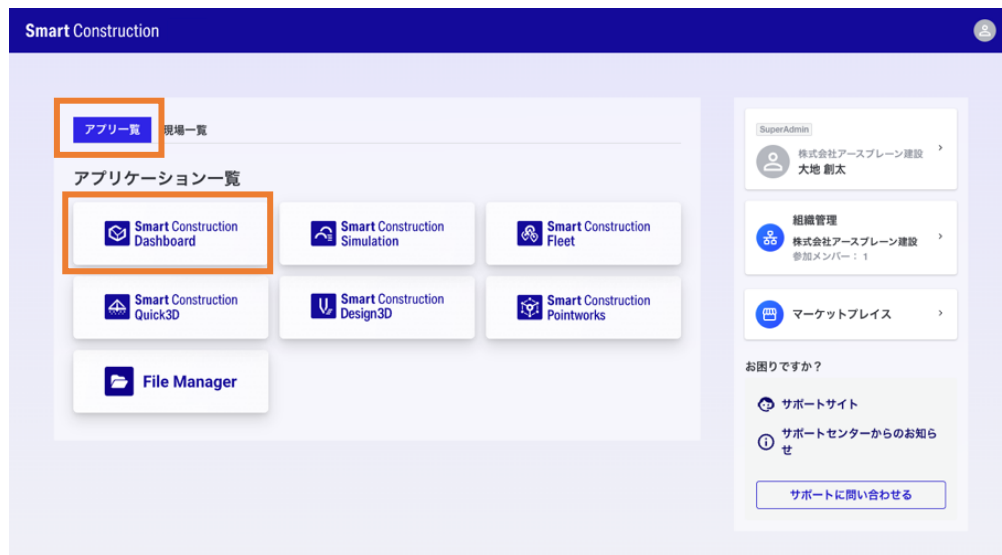 Smart Construction
アプリ一覧
現場一覧
アプリケーション一覧
Smart Construction
Dashboard
Smart Construction
Simulation
Smart Construction
Fleet
Smart Construction
Quick3D
Smart Construction
Design3D
Smart Construction
Pointworks
File Manager
SuperAdmin
株式会社アースブレーン建設
大地 創太
組織管理
株式会社アースブレーン建設
参加メンバー： 1
マーケットプレイス
お困りですか？
サポートサイト
サポートセンターからのお知ら
せ
サポートに問い合わせる